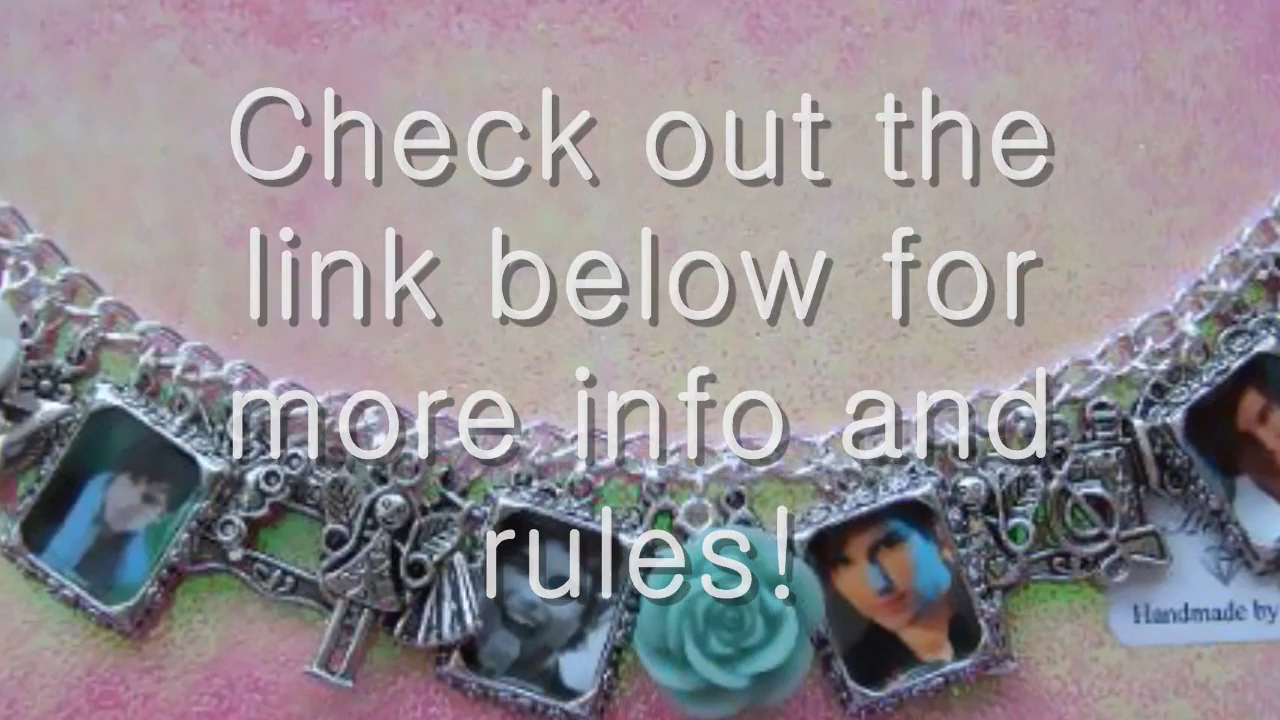 Check out the
link below for
more info and
rules!
Handmade by